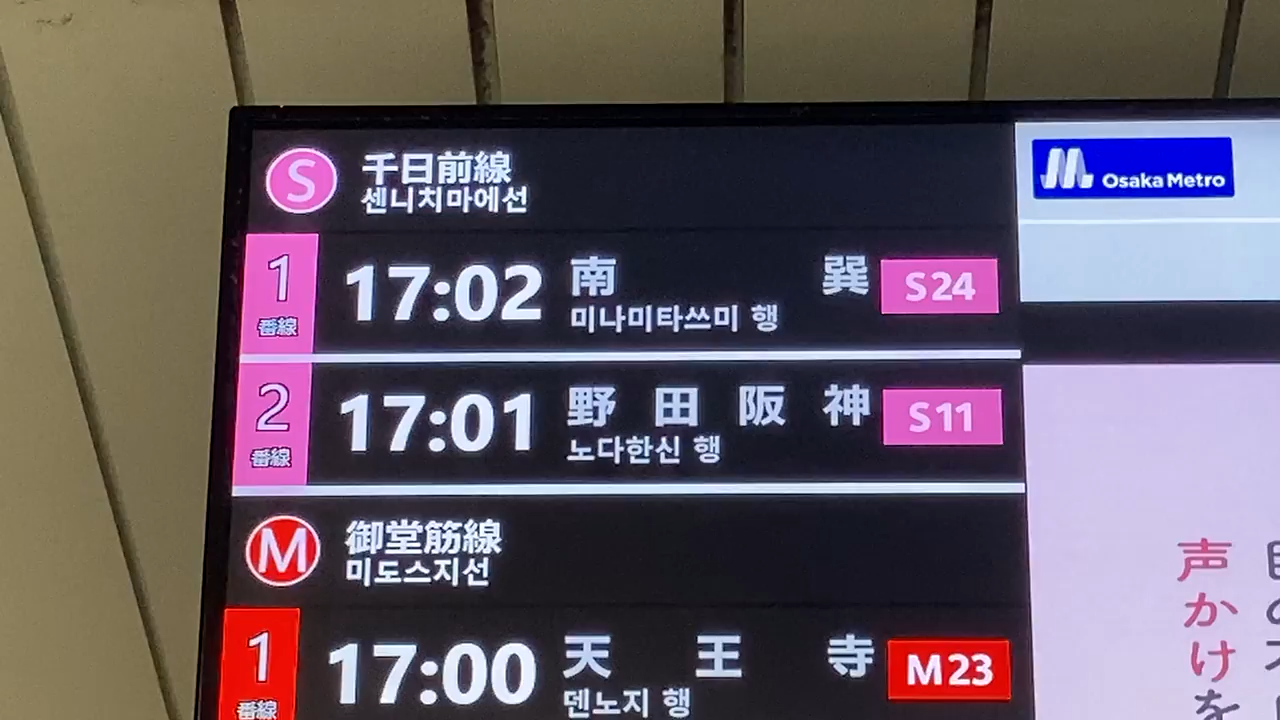 S 千日前線
센니치마에선
1 番線 17:02 南巽 S24
미나미타쓰미 행
2 番線 17:01 野田阪神 S11
노다한신 행
M 御堂筋線
미도스지선
1 番線 17:00 天王寺 M23
덴노지 행
Osaka Metro
声かけを